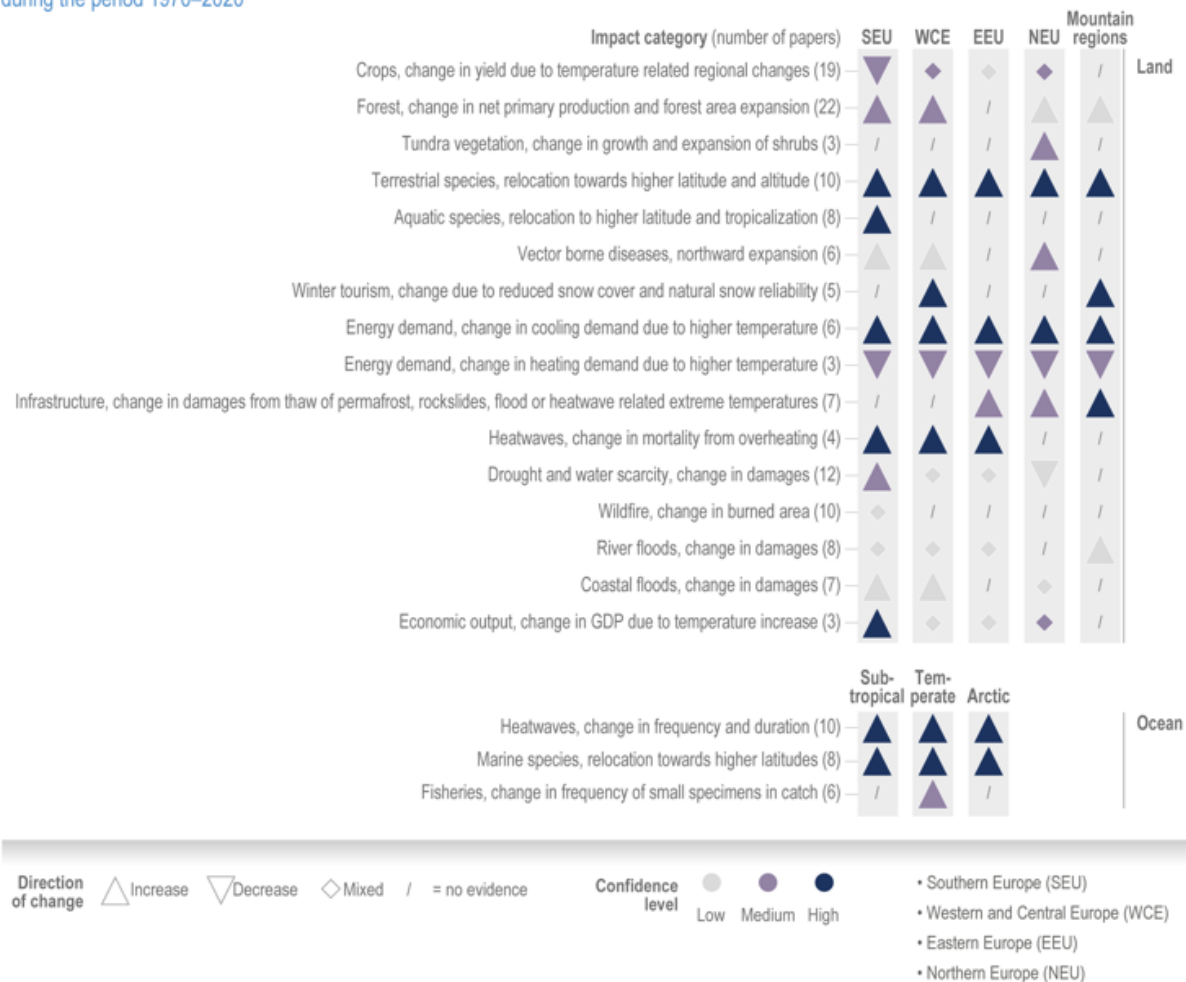 during the period 1970–2020
Mountain
Impact category (number of papers) SEU WCE EEU NEU regions
Crops, change in yield due to temperature related regional changes (19) / Land
Forest, change in net primary production and forest area expansion (22) /
Tundra vegetation, change in growth and expansion of shrubs (3) / / / /
Terrestrial species, relocation towards higher latitude and altitude (10)
Aquatic species, relocation to higher latitude and tropicalization (8) / / / /
Vector borne diseases, northward expansion (6) / /
Winter tourism, change due to reduced snow cover and natural snow reliability (5) / / /
Energy demand, change in cooling demand due to higher temperature (6)
Energy demand, change in heating demand due to higher temperature (3)
Infrastructure, change in damages from thaw of permafrost, rockslides, flood or heatwave related extreme temperatures (7) / /
Heatwaves, change in mortality from overheating (4) / /
Drought and water scarcity, change in damages (12) /
Wildfire, change in burned area (10) / / / /
River floods, change in damages (8) /
Coastal floods, change in damages (7) / /
Economic output, change in GDP due to temperature increase (3) /
Sub- Tem-
tropical perate Arctic
Heatwaves, change in frequency and duration (10) Ocean
Marine species, relocation towards higher latitudes (8)
Fisheries, change in frequency of small specimens in catch (6) / /
Direction
of change Increase Decrease Mixed / = no evidence
Confidence
level
Low Medium High
• Southern Europe (SEU)
• Western and Central Europe (WCE)
• Eastern Europe (EEU)
• Northern Europe (NEU)